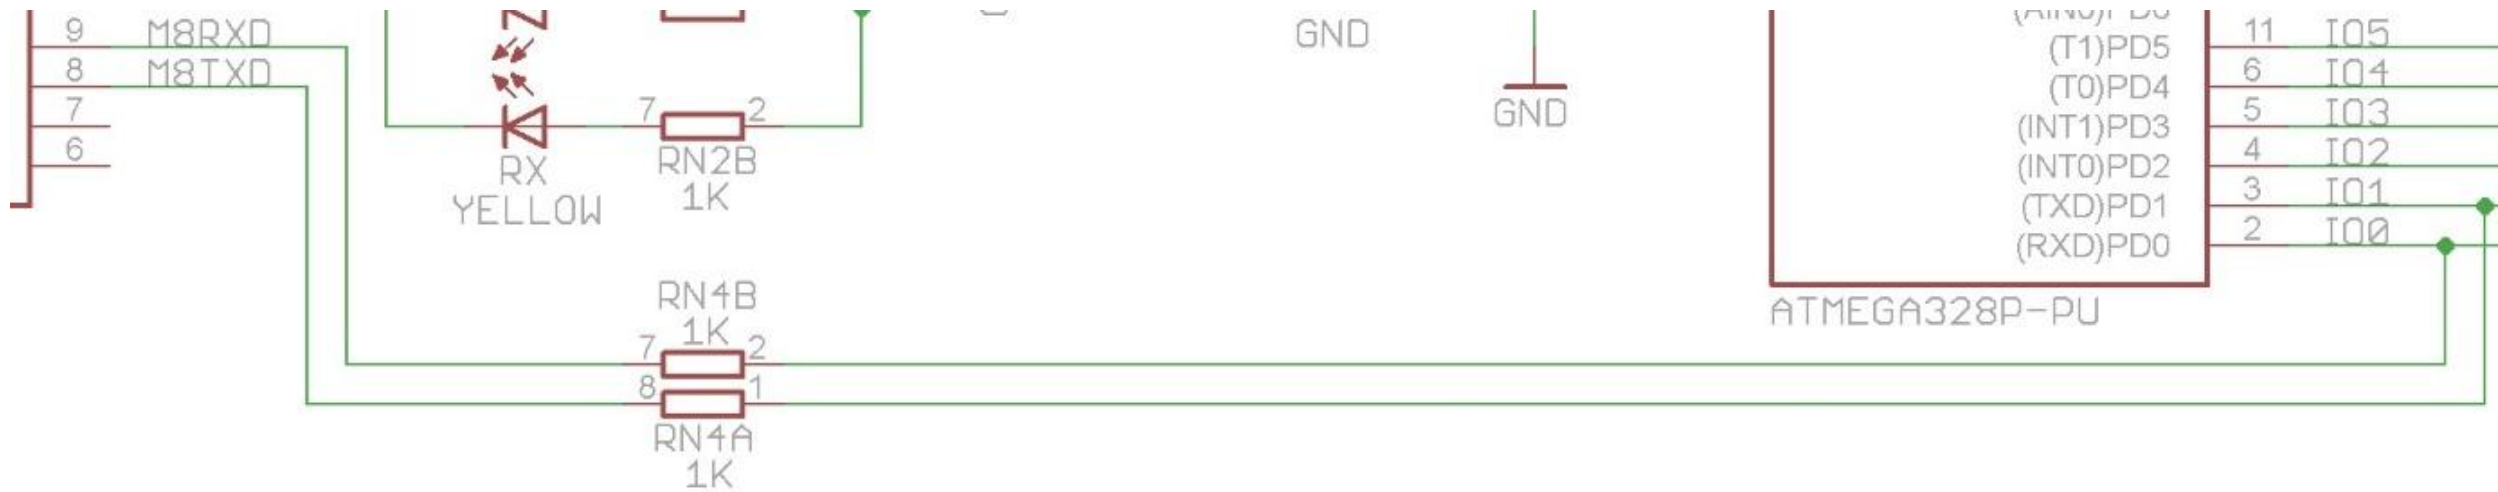 9 M8RXD
8 M8TXD
7
6
7 2
RX
YELLOW
RN2B
1K
GND
GND
(T1)PD5 11 IO5
(T0)PD4 6 IO4
(INT1)PD3 5 IO3
(INT0)PD2 4 IO2
(TXD)PD1 3 IO1
(RXD)PD0 2 IO0
ATMEGA328P-PU
RN4B
1K
7 2
8 1
RN4A
1K